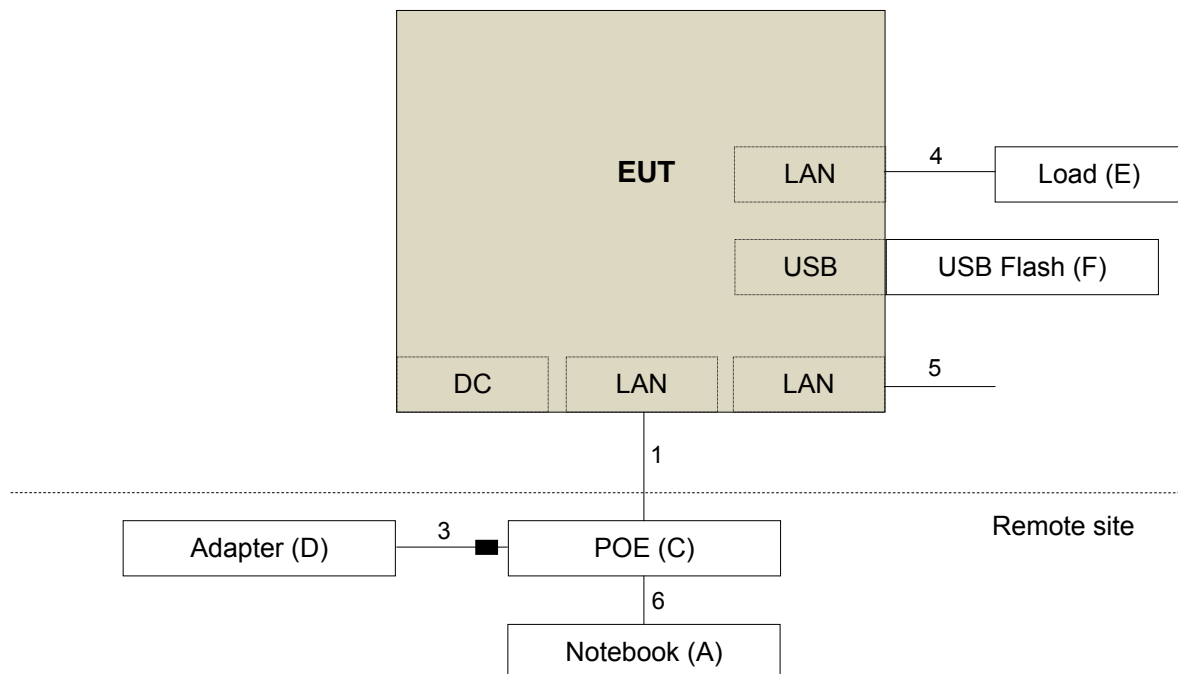 EUT
LAN
4
Load (E)
USB
USB Flash (F)
DC
LAN
LAN
5
1
Remote site
Adapter (D)
3
POE (C)
6
Notebook (A)